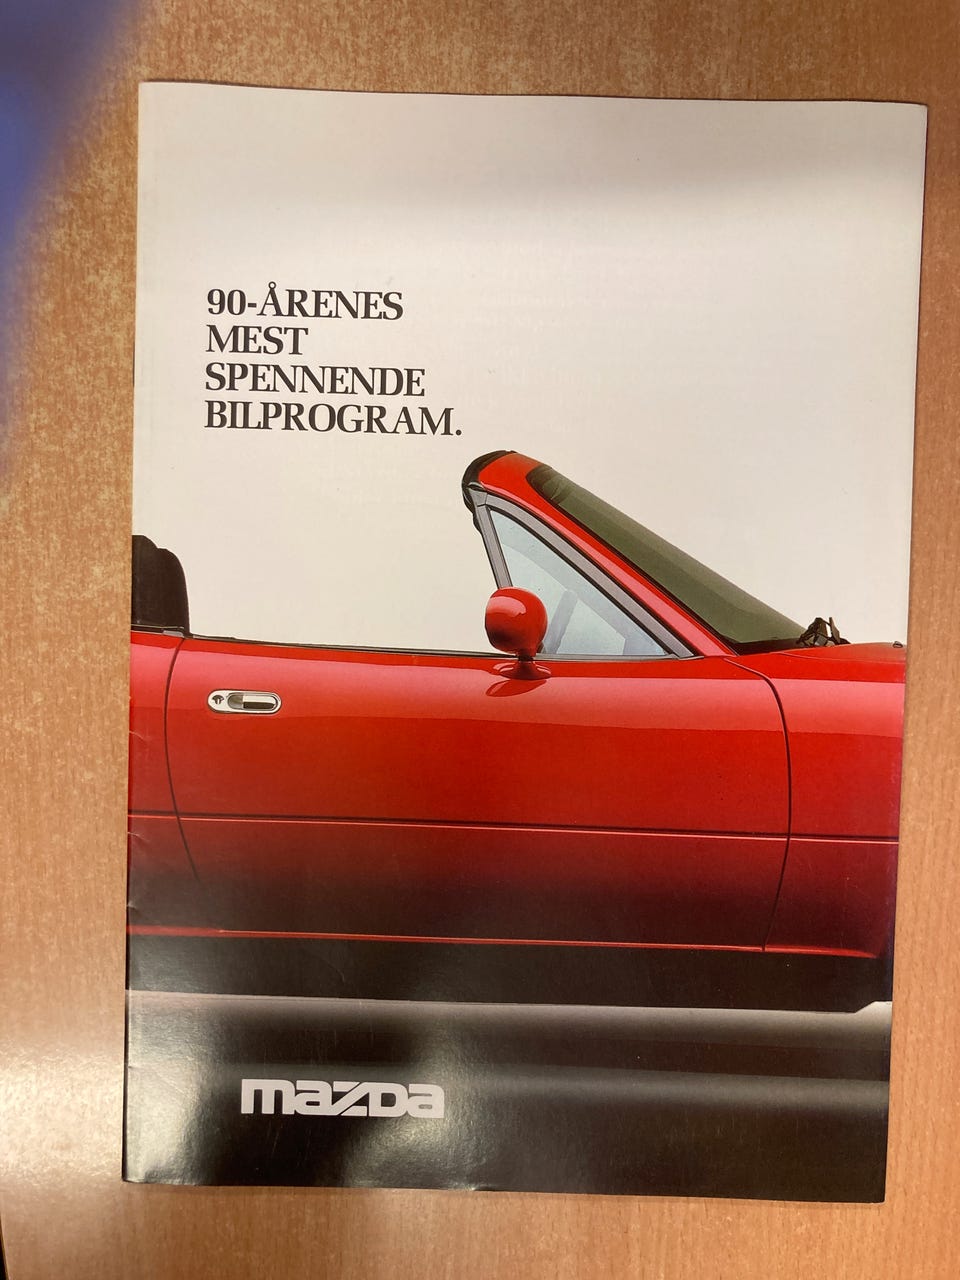 90-ÅRENES
MEST
SPENNENDE
BILPROGRAM.
mazda